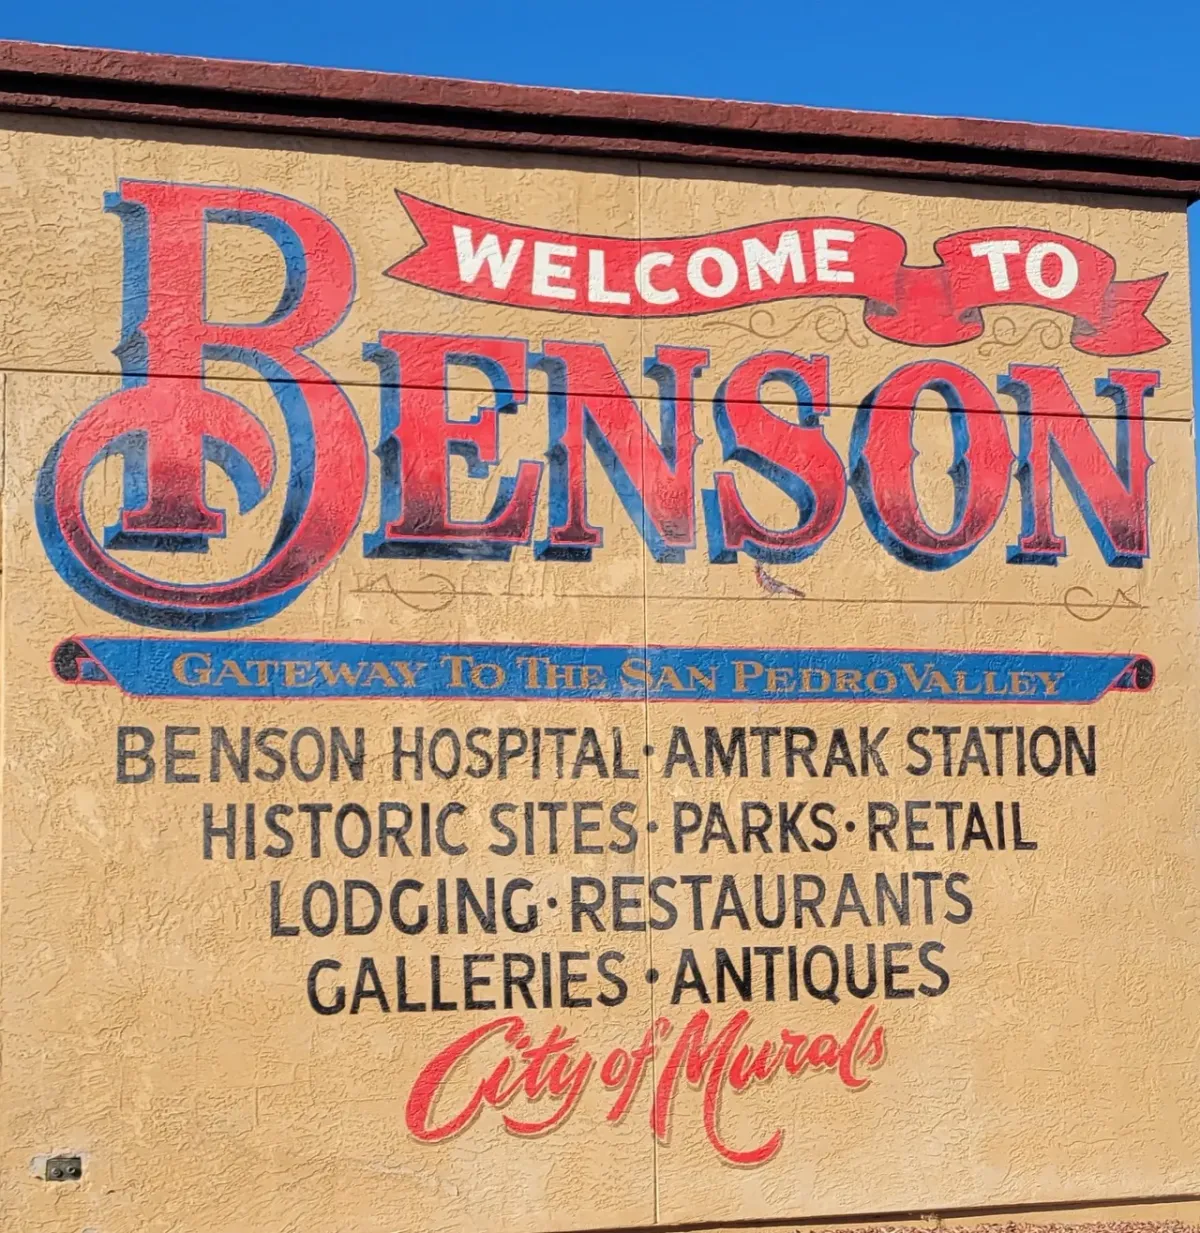 WELCOME TO
BENSON
GATEWAY TO THE SAN PEDRO VALLEY
BENSON HOSPITAL·AMTRAK STATION
HISTORIC SITES·PARKS·RETAIL
LODGING·RESTAURANTS
GALLERIES·ANTIQUES
City of Murals